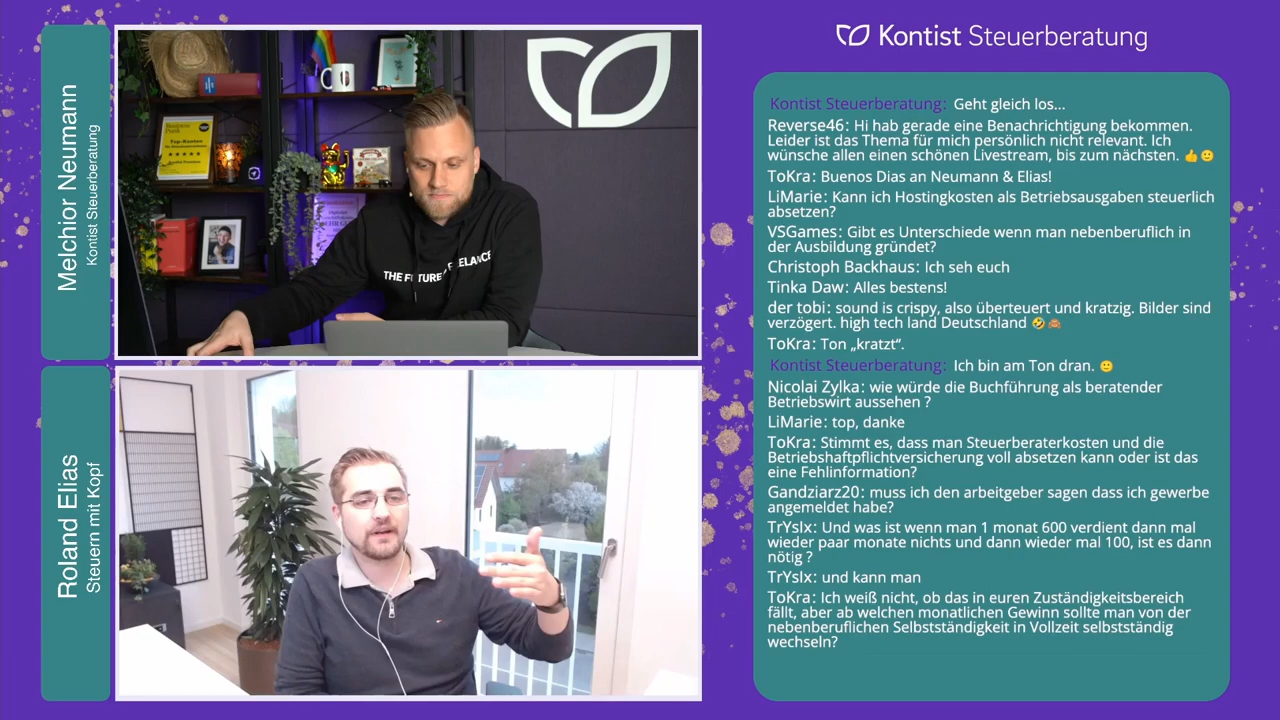 Melchior Neumann
Kontist Steuerberatung
THE FUTURE
FREELANCE
Roland Elias
Steuern mit Kopf
Kontist Steuerberatung
Kontist Steuerberatung: Geht gleich los...
Reverse46: Hi hab gerade eine Benachrichtigung bekommen.
Leider ist das Thema für mich persönlich nicht relevant. Ich
wünsche allen einen schönen Livestream, bis zum nächsten. 👍🙂
ToKra: Buenos Dias an Neumann & Elias!
LiMarie: Kann ich Hostingkosten als Betriebsausgaben steuerlich
absetzen?
VSGames: Gibt es Unterschiede wenn man nebenberuflich in
der Ausbildung gründet?
Christoph Backhaus: Ich seh euch
Tinka Daw: Alles bestens!
der tobi: sound is crispy, also überteuert und kratzig. Bilder sind
verzögert. high tech land Deutschland 🤣🙈
ToKra: Ton „kratzt“.
Kontist Steuerberatung: Ich bin am Ton dran. 🙂
Nicolai Zylka: wie würde die Buchführung als beratender
Betriebswirt aussehen ?
LiMarie: top, danke
ToKra: Stimmt es, dass man Steuerberaterkosten und die
Betriebshaftpflichtversicherung voll absetzen kann oder ist das
eine Fehlinformation?
Gandziarz20: muss ich den arbeitgeber sagen dass ich gewerbe
angemeldet habe?
TrYsIx: Und was ist wenn man 1 monat 600 verdient dann mal
wieder paar monate nichts und dann wieder mal 100, ist es dann
nötig ?
TrYsIx: und kann man
ToKra: Ich weiß nicht, ob das in euren Zuständigkeitsbereich
fällt, aber ab welchen monatlichen Gewinn sollte man von der
nebenberuflichen Selbstständigkeit in Vollzeit selbstständig
wechseln?